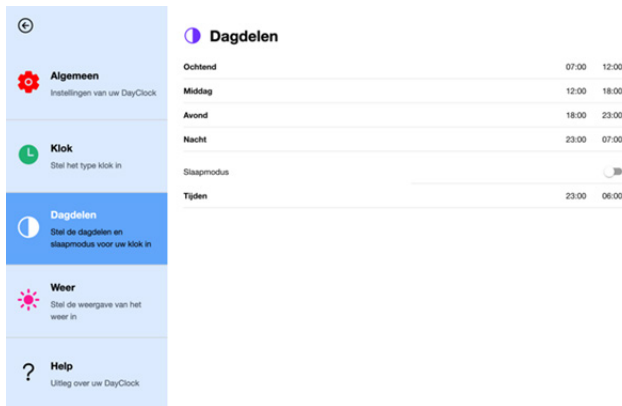 Algemeen
Instellingen van uw DayClock
Klok
Stel het type klok in
Dagdelen
Stel de dagdelen en
slaapmodus voor uw klok in
Weer
Stel de weergave van het
weer in
?
Help
Uitleg over uw DayClock
Dagdelen
Ochtend 07:00 12:00
Middag 12:00 18:00
Avond 18:00 23:00
Nacht 23:00 07:00
Slaapmodus
Tijden 23:00 06:00